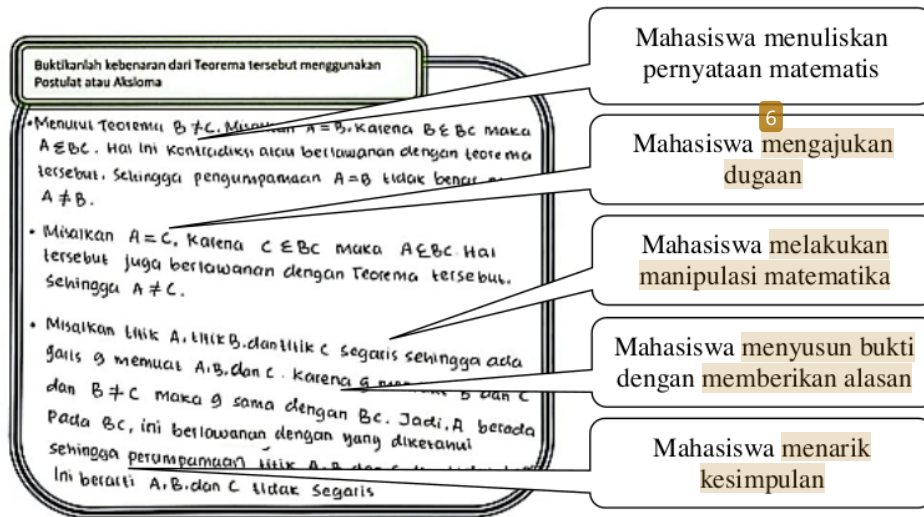 Buktikanlah kebenaran dari Teorema tersebut menggunakan
Postulat atau Aksioma
• Menurut Teorema B ≠ C. Misalkan A = B, Karena B ∈ BC maka
A ∈ BC. Hal ini kontradiksi atau berlawanan dengan teorema
tersebut. Sehingga pengumpamaan A = B tidak benar
A ≠ B.
• Misalkan A = C, Karena C ∈ BC maka A ∈ BC. Hal
tersebut juga berlawanan dengan Teorema tersebut.
Sehingga A ≠ C.
• Misalkan titik A, titik B, dan titik C segaris sehingga ada
garis g memuat A, B, dan C. Karena g B dan C
dan B ≠ C maka g sama dengan BC. Jadi, A berada
Pada BC, ini berlawanan dengan yang diketahui
sehingga perumpamaan titik A, B dan C
Ini berarti A, B, dan C tidak segaris
Mahasiswa menuliskan
pernyataan matematis
6
Mahasiswa mengajukan
dugaan
Mahasiswa melakukan
manipulasi matematika
Mahasiswa menyusun bukti
dengan memberikan alasan
Mahasiswa menarik
kesimpulan